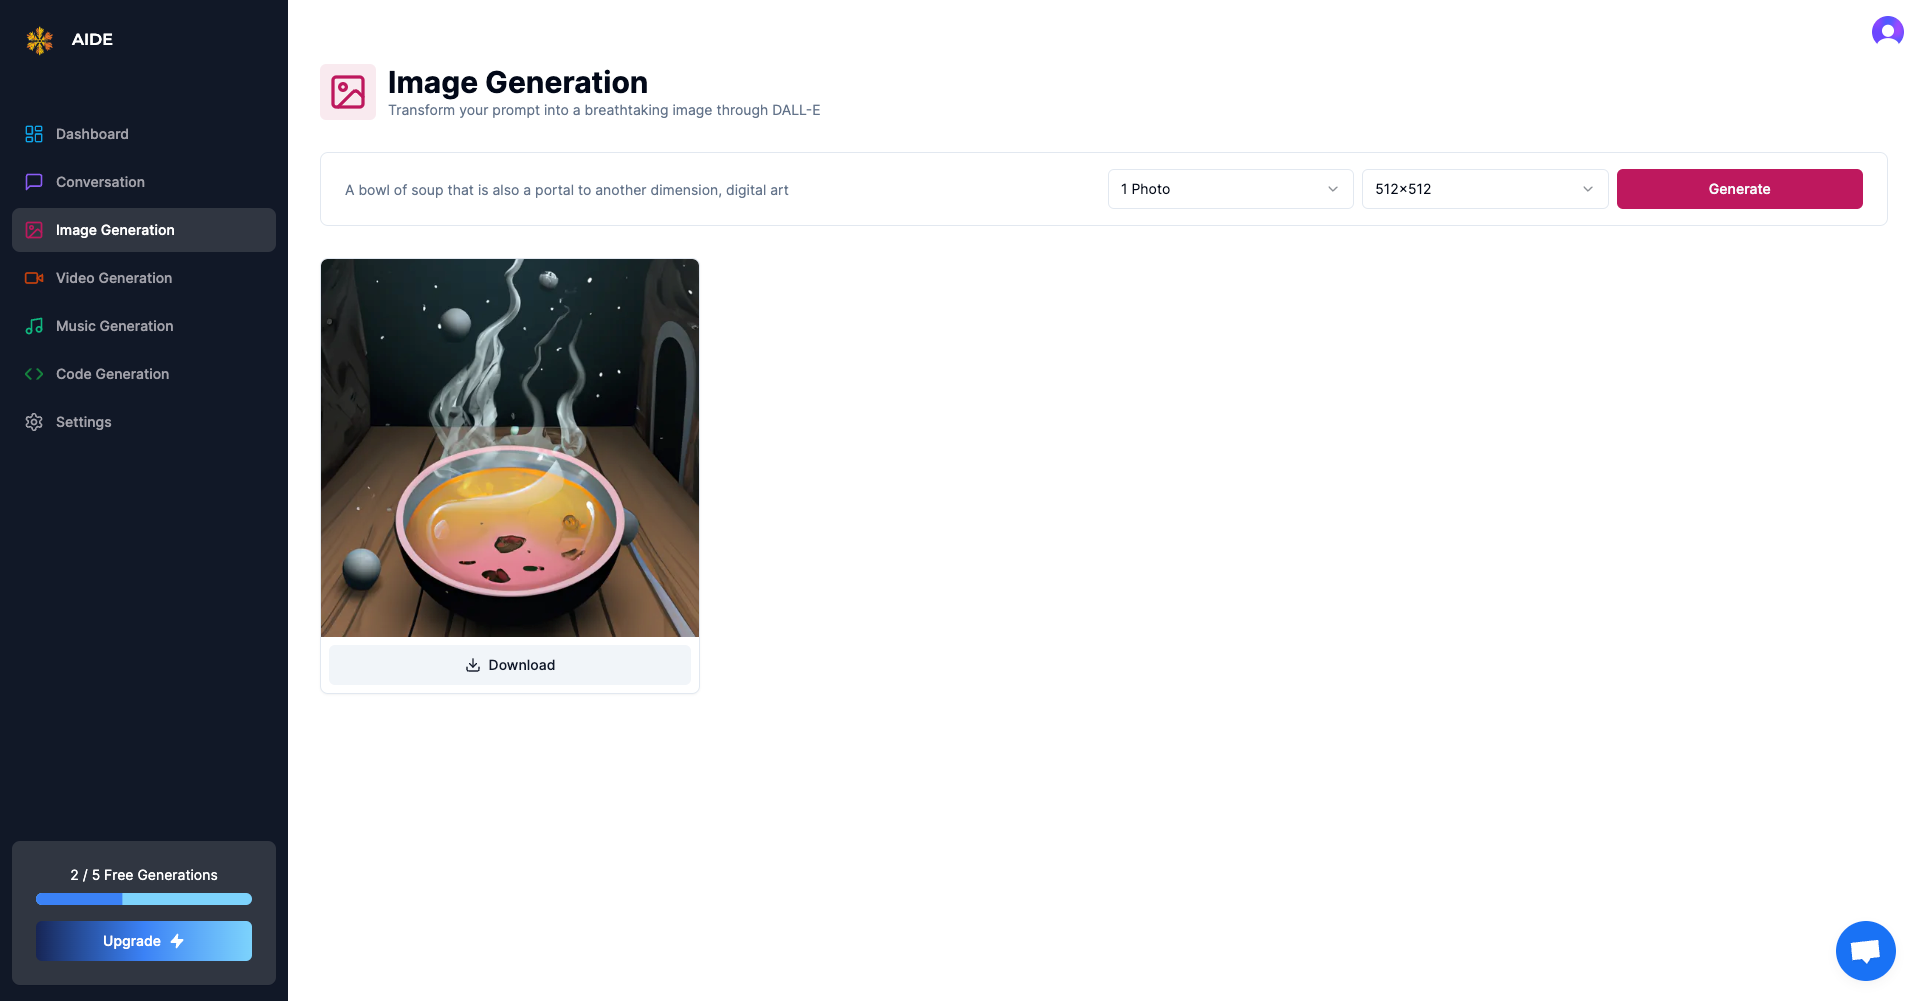 AIDE
Dashboard
Conversation
Image Generation
Video Generation
Music Generation
Code Generation
Settings
2 / 5 Free Generations
Upgrade
Image Generation
Transform your prompt into a breathtaking image through DALL-E
A bowl of soup that is also a portal to another dimension, digital art
1 Photo
512x512
Generate
Download